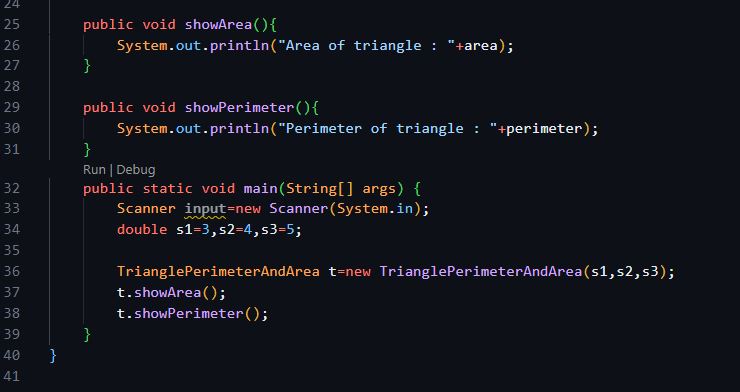 24
25 public void showArea(){
26 System.out.println("Area of triangle : "+area);
27 }
28
29 public void showPerimeter(){
30 System.out.println("Perimeter of triangle : "+perimeter);
31 }
Run | Debug
32 public static void main(String[] args) {
33 Scanner input=new Scanner(System.in);
34 double s1=3,s2=4,s3=5;
35
36 TrianglePerimeterAndArea t=new TrianglePerimeterAndArea(s1,s2,s3);
37 t.showArea();
38 t.showPerimeter();
39 }
40 }
41